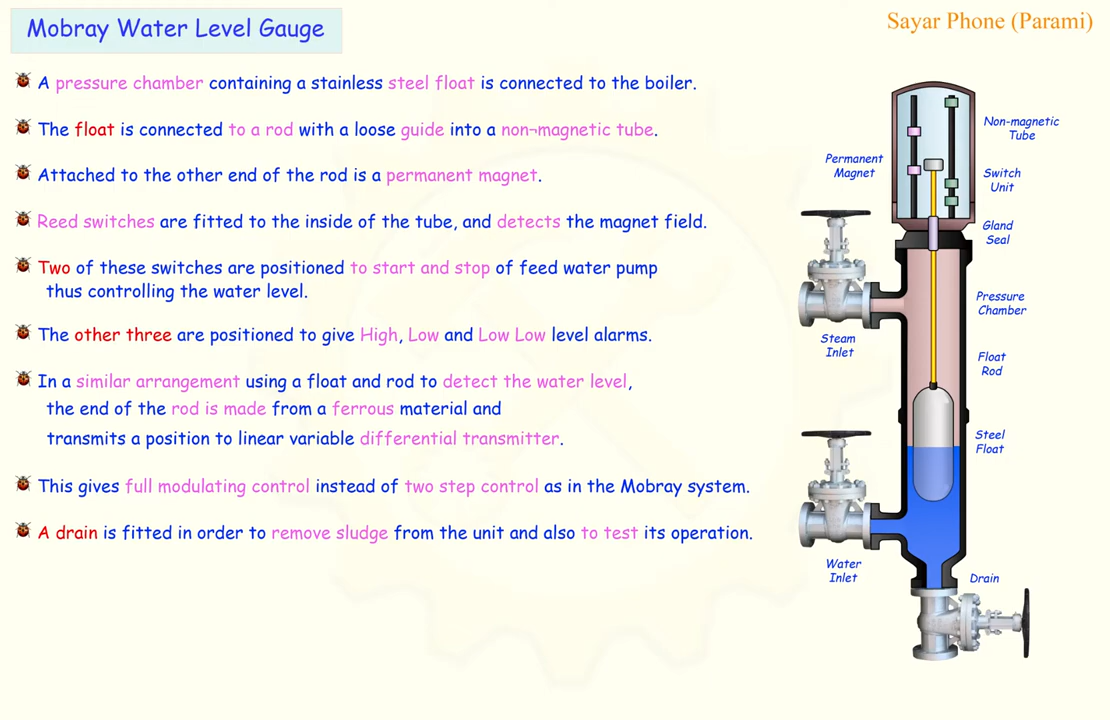 Mobray Water Level Gauge
Sayar Phone (Parami)
A pressure chamber containing a stainless steel float is connected to the boiler.
The float is connected to a rod with a loose guide into a non¬magnetic tube.
Attached to the other end of the rod is a permanent magnet.
Reed switches are fitted to the inside of the tube, and detects the magnet field.
Two of these switches are positioned to start and stop of feed water pump
thus controlling the water level.
The other three are positioned to give High, Low and Low Low level alarms.
In a similar arrangement using a float and rod to detect the water level,
the end of the rod is made from a ferrous material and
transmits a position to linear variable differential transmitter.
This gives full modulating control instead of two step control as in the Mobray system.
A drain is fitted in order to remove sludge from the unit and also to test its operation.
Non-magnetic
Tube
Permanent
Magnet
Switch
Unit
Gland
Seal
Pressure
Chamber
Steam
Inlet
Float
Rod
Steel
Float
Water
Inlet
Drain